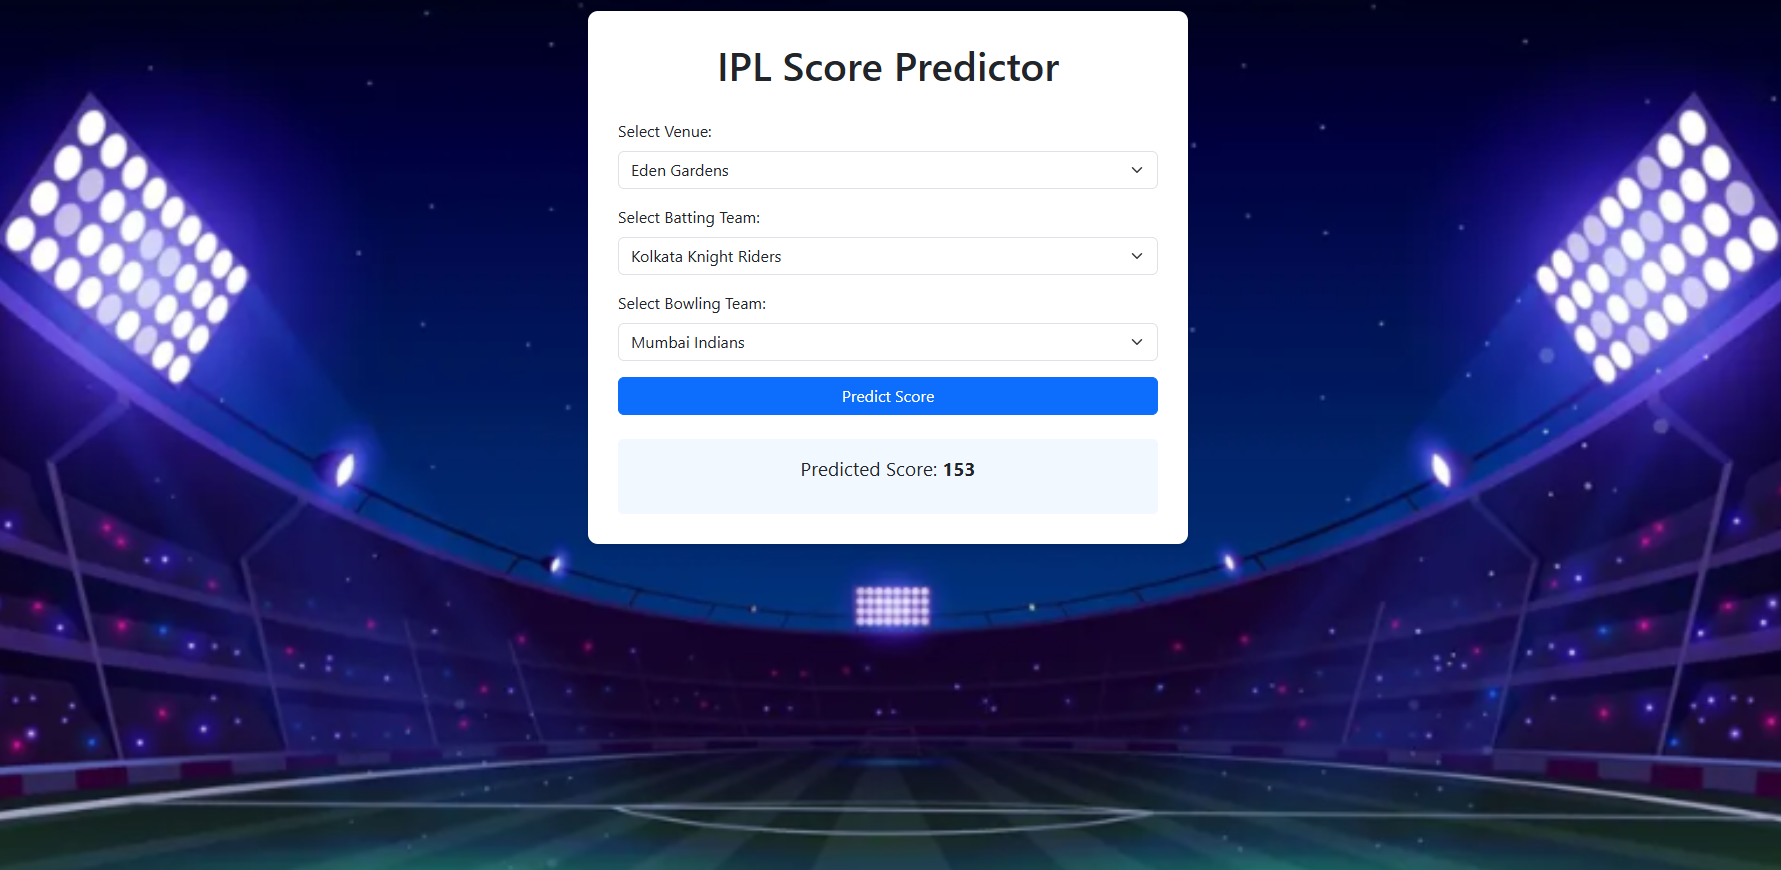 IPL Score Predictor
Select Venue:
Eden Gardens
Select Batting Team:
Kolkata Knight Riders
Select Bowling Team:
Mumbai Indians
Predict Score
Predicted Score: 153